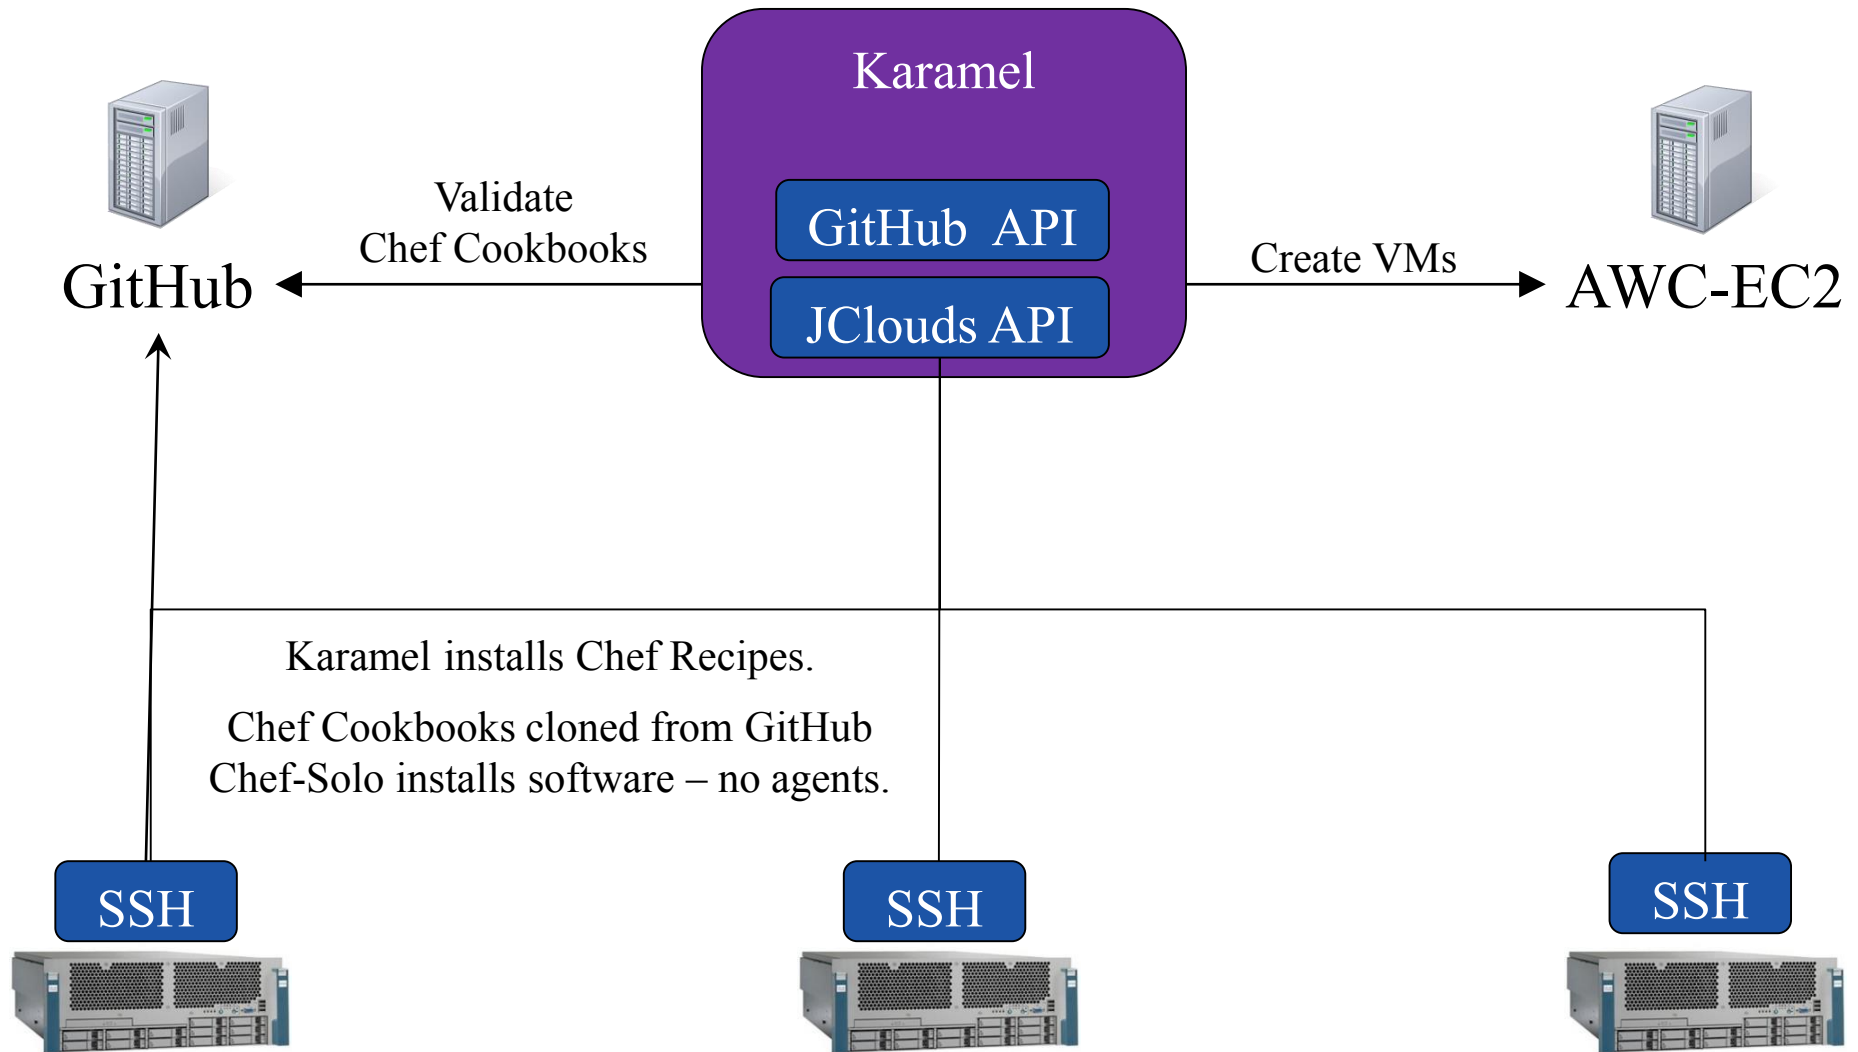 Karamel
Validate
Chef Cookbooks
GitHub API
Create VMs
GitHub
JClouds API
AWC-EC2
Karamel installs Chef Recipes.
Chef Cookbooks cloned from GitHub
Chef-Solo installs software – no agents.
SSH
SSH
SSH